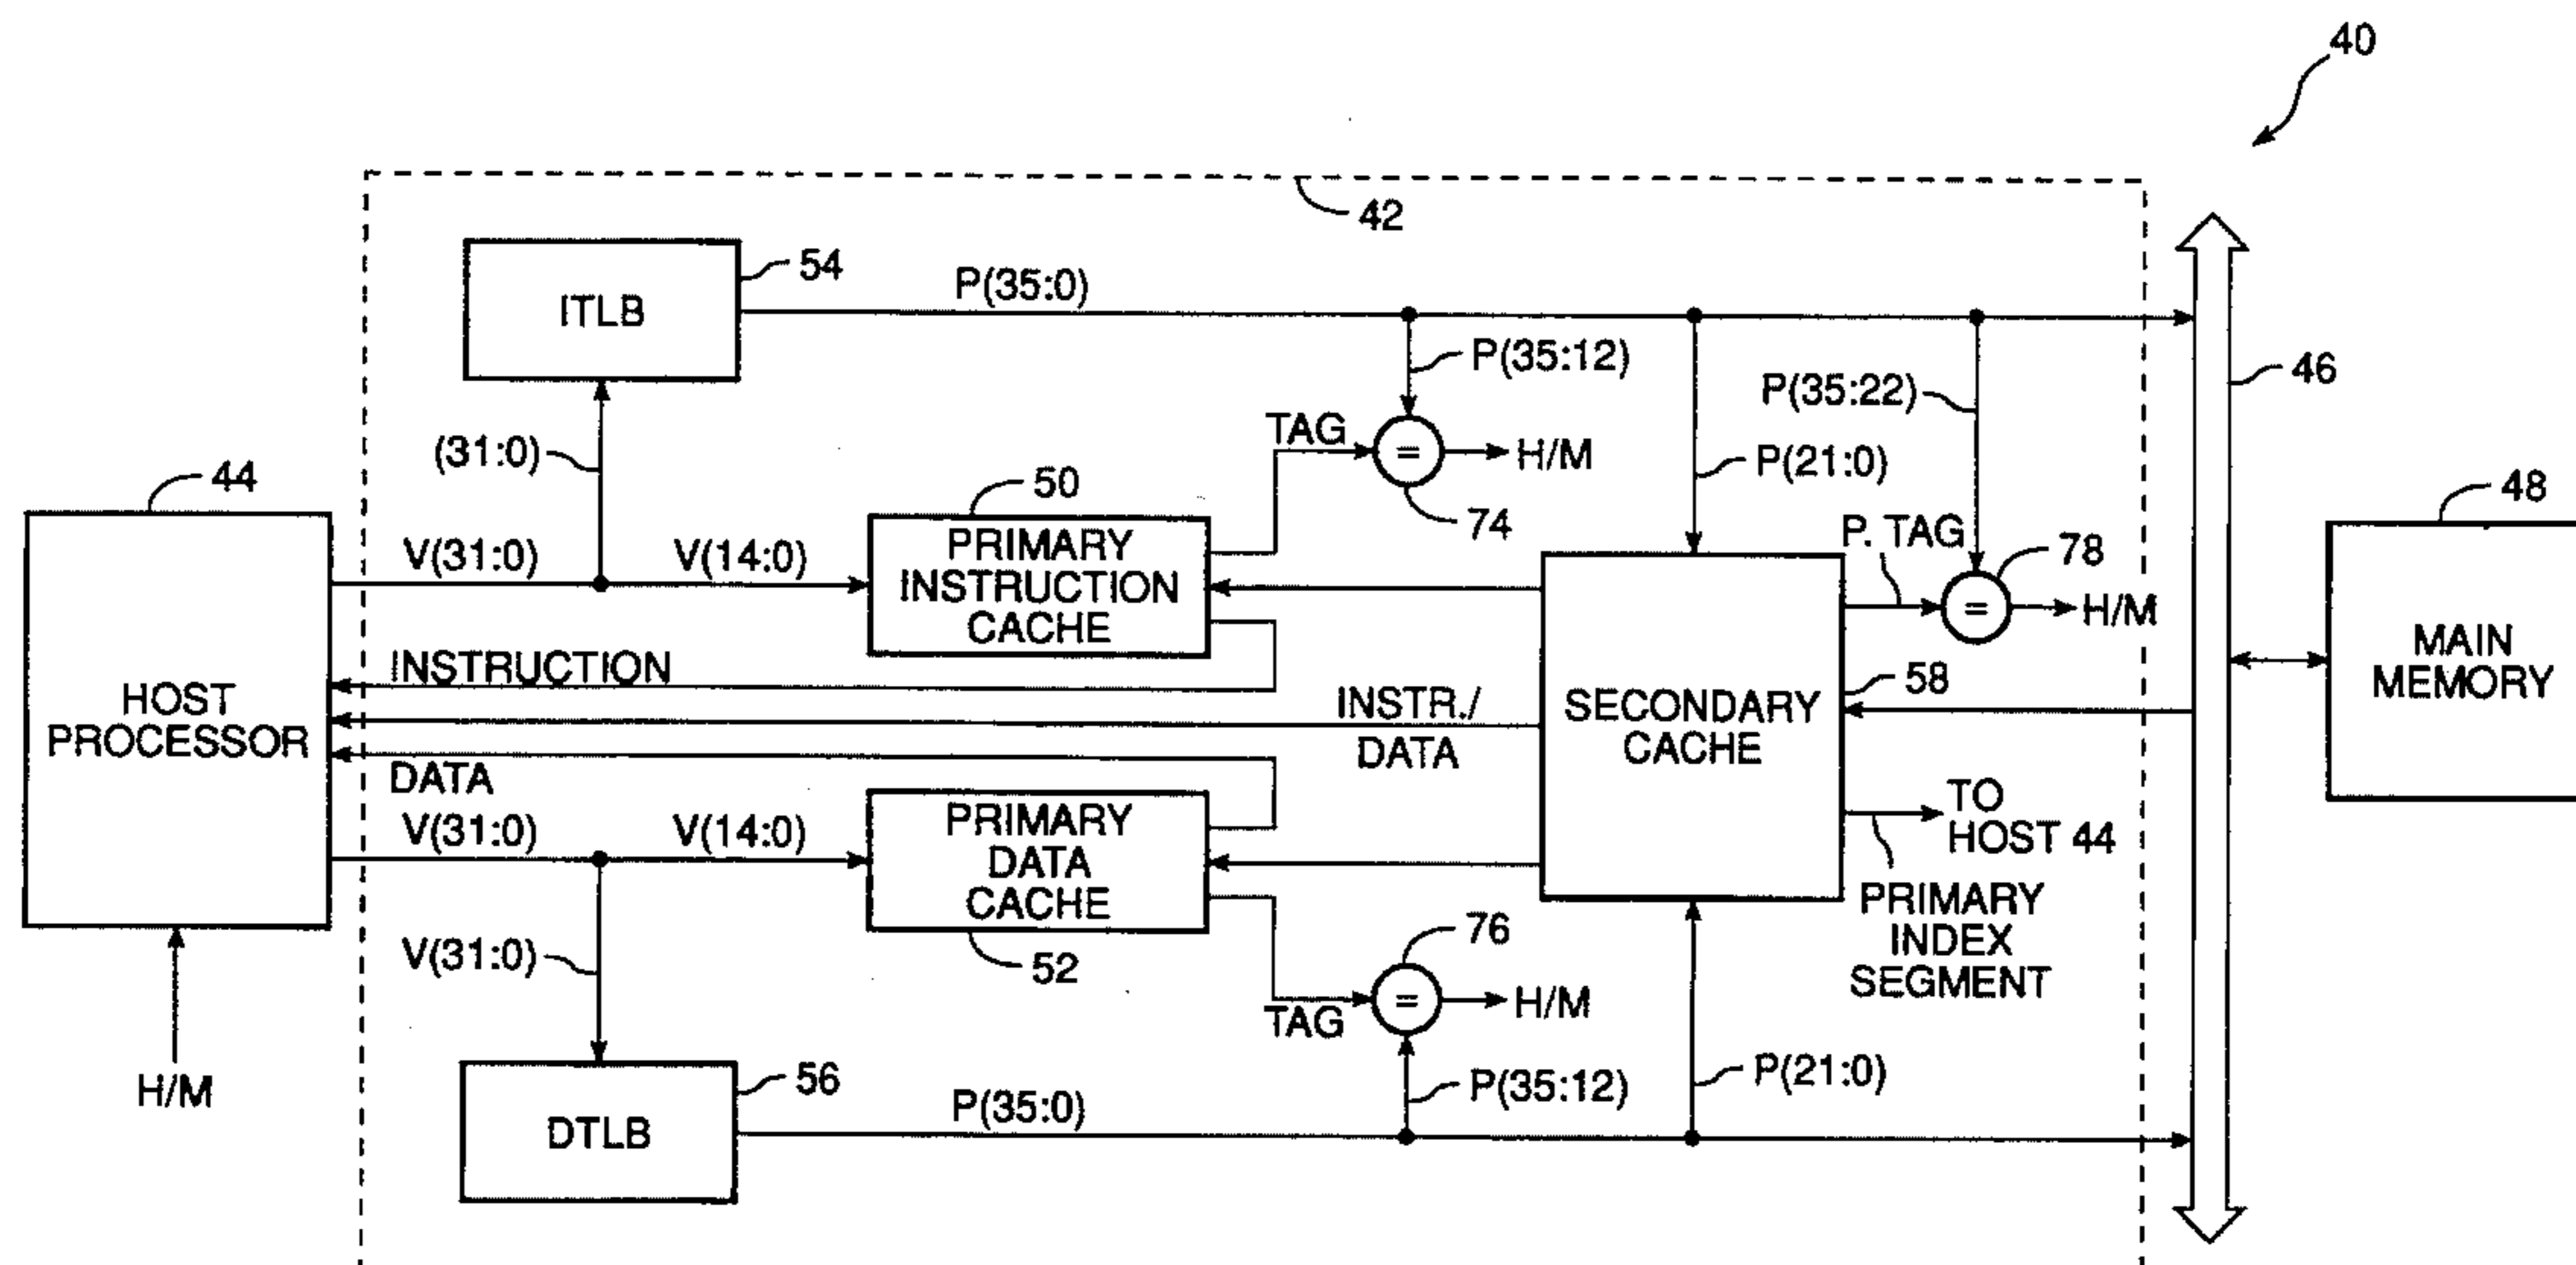 40
42
54
ITLB
P(35:0)
P(35:12)
P(35:22)
46
(31:0)
TAG
=
H/M
P(21:0)
44
50
74
48
V(31:0)
V(14:0)
PRIMARY
INSTRUCTION
CACHE
P. TAG
78
=
H/M
HOST
PROCESSOR
INSTRUCTION
INSTR./
DATA
SECONDARY
CACHE
58
MAIN
MEMORY
DATA
V(31:0)
V(14:0)
PRIMARY
DATA
CACHE
TO
HOST 44
PRIMARY
INDEX
SEGMENT
V(31:0)
52
76
=
H/M
TAG
H/M
56
DTLB
P(35:0)
P(35:12)
P(21:0)